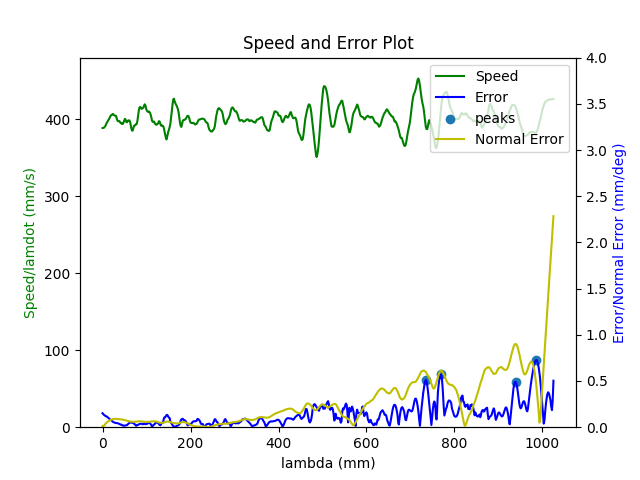 Speed and Error Plot
Speed
Error
peaks
Normal Error
Speed/lamdot (mm/s)
400
300
200
100
0
4.0
3.5
3.0
2.5
2.0
1.5
1.0
0.5
0.0
Error/Normal Error (mm/deg)
0 200 400 600 800 1000
lambda (mm)